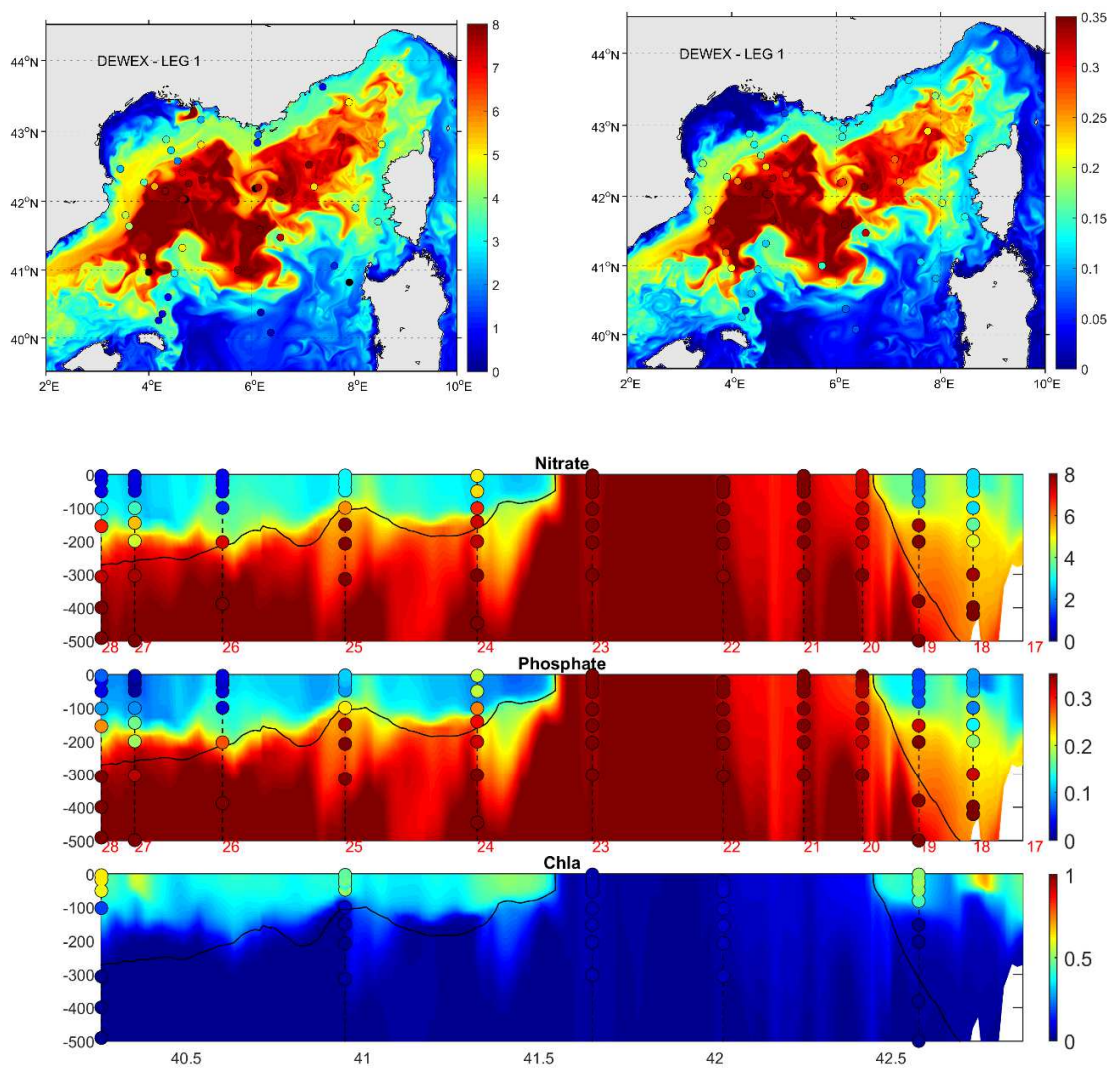 DEWEX - LEG 1
44°N
43°N
42°N
41°N
40°N
2°E
4°E
6°E
8°E
10°E
8
7
6
5
4
3
2
1
0
DEWEX - LEG 1
44°N
43°N
42°N
41°N
40°N
2°E
4°E
6°E
8°E
10°E
0.35
0.3
0.25
0.2
0.15
0.1
0.05
0
Nitrate
0
-100
-200
-300
-400
-500
28 27 26 25 24 23 22 21 20 19 18 17
8
6
4
2
0
Phosphate
0
-100
-200
-300
-400
-500
28 27 26 25 24 23 22 21 20 19 18 17
0.3
0.2
0.1
0
Chla
0
-100
-200
-300
-400
-500
40.5 41 41.5 42 42.5
1
0.5
0